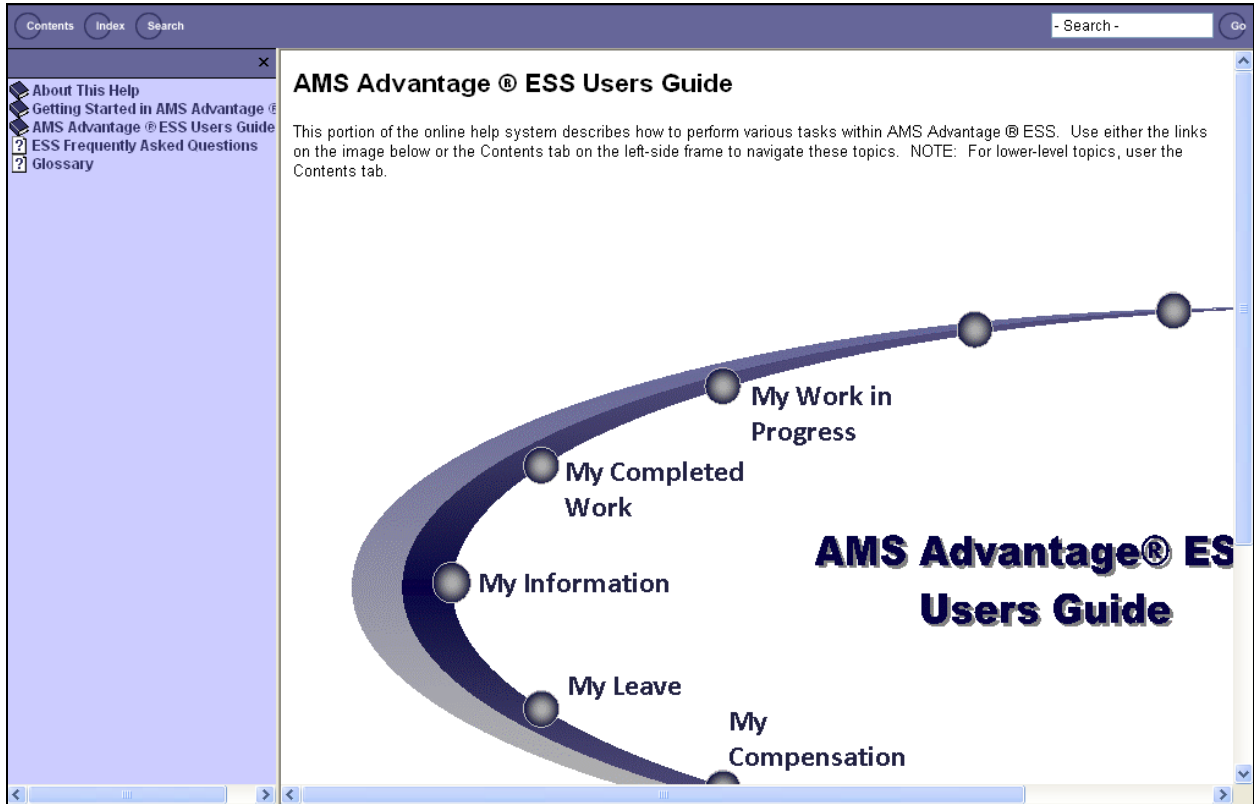 Contents Index Search - Search - Go
About This Help
Getting Started in AMS Advantage ®
AMS Advantage ® ESS Users Guide
ESS Frequently Asked Questions
Glossary
AMS Advantage ® ESS Users Guide
This portion of the online help system describes how to perform various tasks within AMS Advantage ® ESS. Use either the links
on the image below or the Contents tab on the left-side frame to navigate these topics. NOTE: For lower-level topics, user the
Contents tab.
My Work in
Progress
My Completed
Work
My Information
AMS Advantage® ES
Users Guide
My Leave
My
Compensation